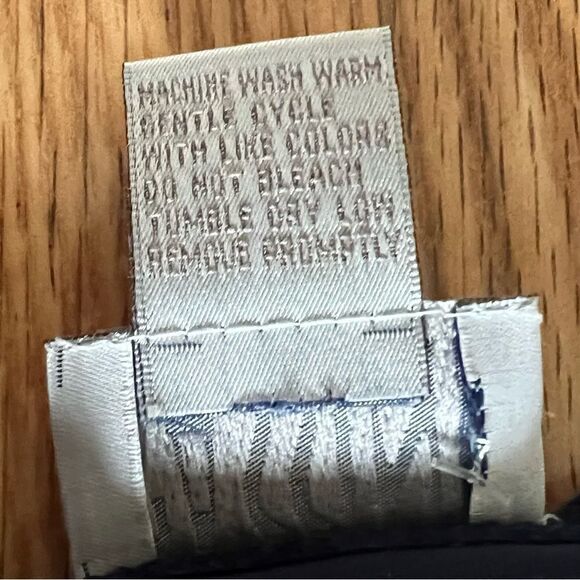 MACHINE WASH WARM
GENTLE CYCLE
WITH LIKE COLORS
DO NOT BLEACH
TUMBLE DRY LOW
REMOVE PROMPTLY